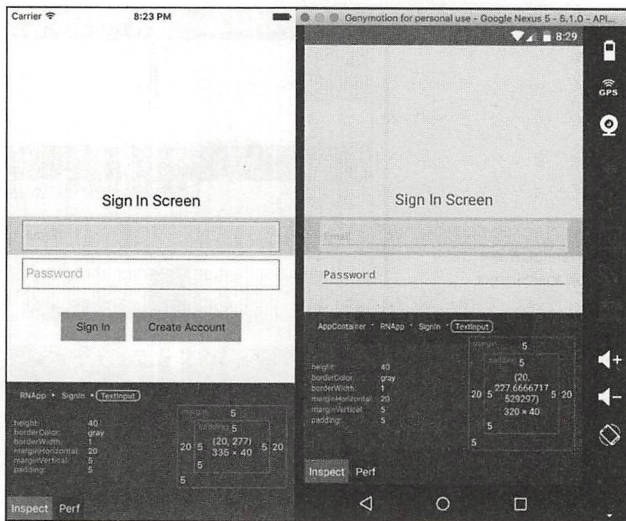 Carrier 8:23 PM
Sign In Screen
Email
Password
Sign In Create Account
RNApp ▸ SignIn ▸ TextInput
height: 40
borderColor: gray
borderWidth: 1
marginHorizontal: 20
marginVertical: 5
padding: 5
margin 5
padding 5
20 5 (20, 277) 5 20
335 × 40
5
5
Inspect Perf
Genymotion for personal use - Google Nexus 5 - 5.1.0 - API...
8:29
GPS
Sign In Screen
Email
Password
AppContainer ▸ RNApp ▸ SignIn ▸ TextInput
height: 40
borderColor: gray
borderWidth: 1
marginHorizontal: 20
marginVertical: 5
padding: 5
margin 5
padding 5
(20,
20 5 227.6666717 5 20
529297)
320 × 40
5
5
Inspect Perf